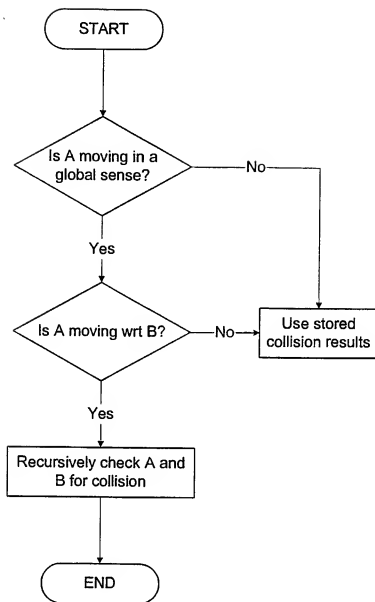 START
Is A moving in a
global sense?
No
Yes
Is A moving wrt B?
No
Use stored
collision results
Yes
Recursively check A and
B for collision
END